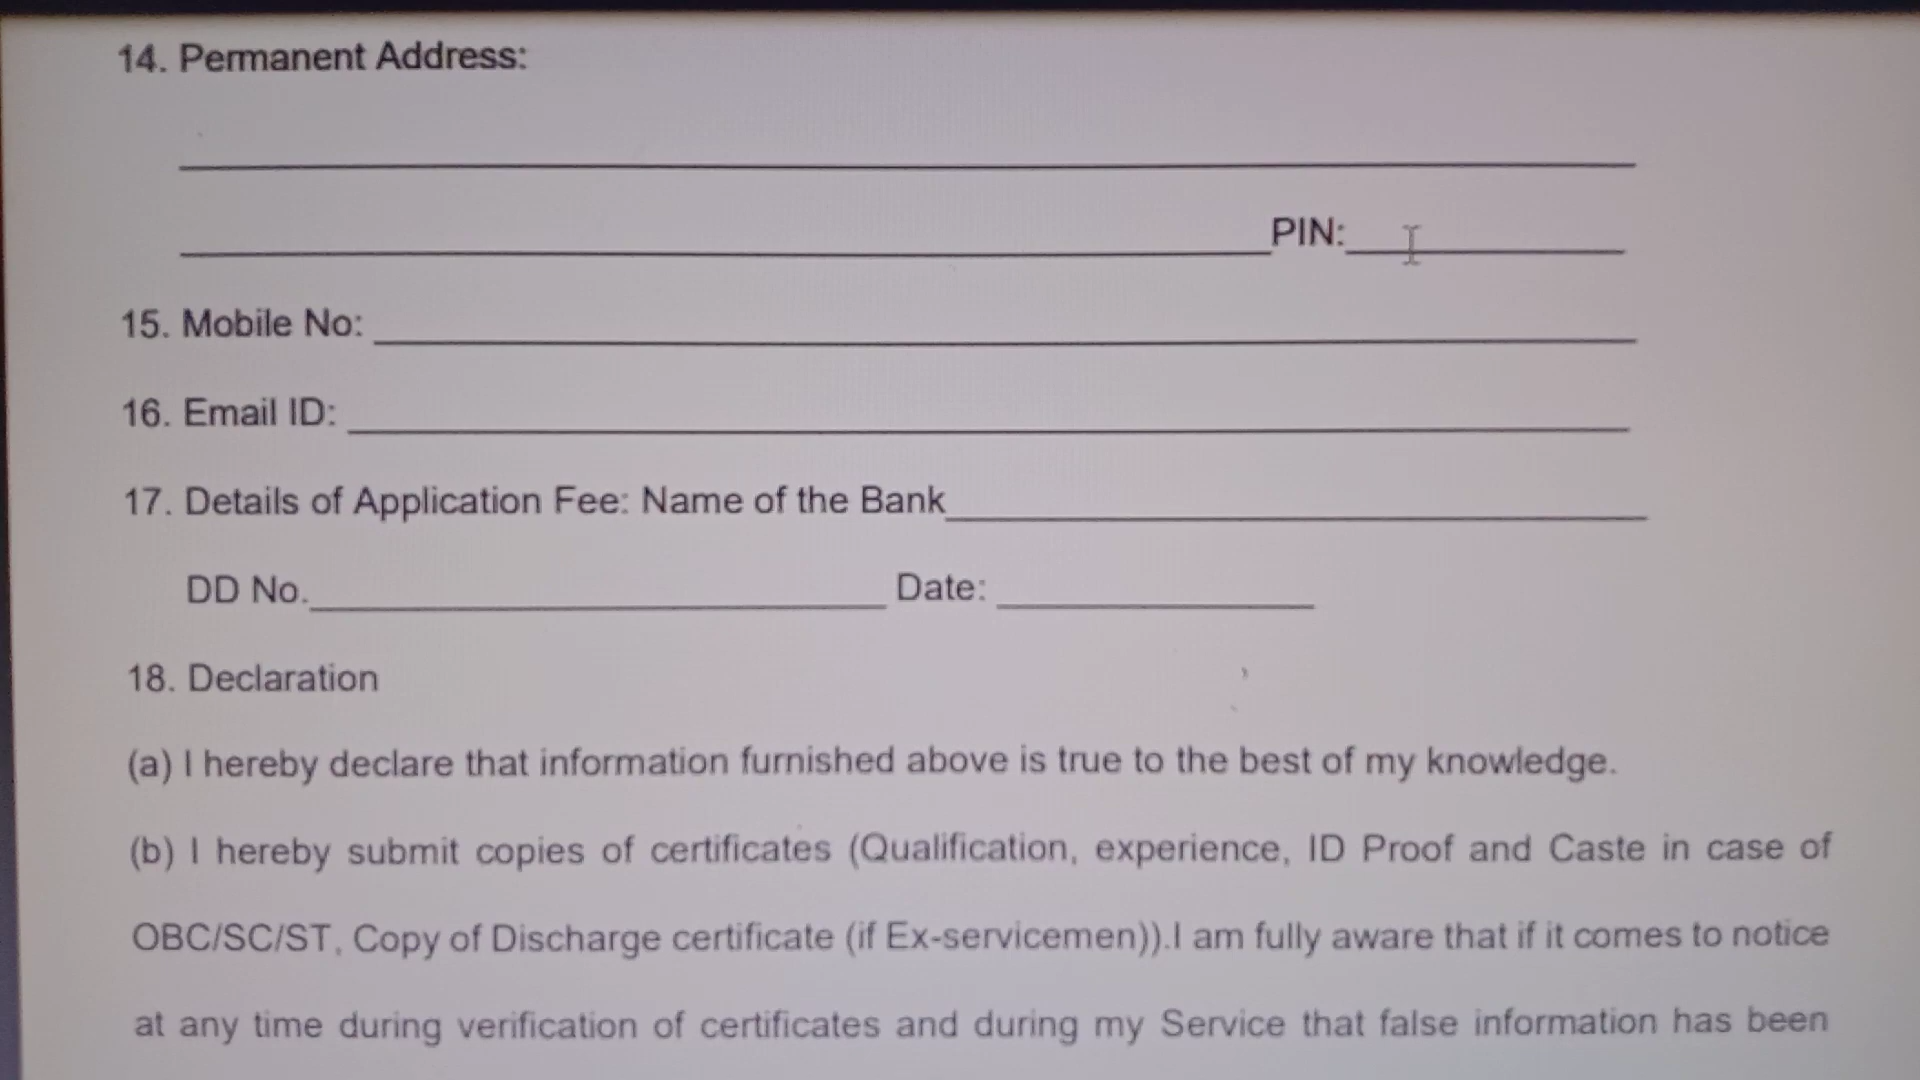 14. Permanent Address:
PIN:
15. Mobile No:
16. Email ID:
17. Details of Application Fee: Name of the Bank
DD No. Date:
18. Declaration
(a) I hereby declare that information furnished above is true to the best of my knowledge.
(b) I hereby submit copies of certificates (Qualification, experience, ID Proof and Caste in case of
OBC/SC/ST, Copy of Discharge certificate (if Ex-servicemen)).I am fully aware that if it comes to notice
at any time during verification of certificates and during my Service that false information has been